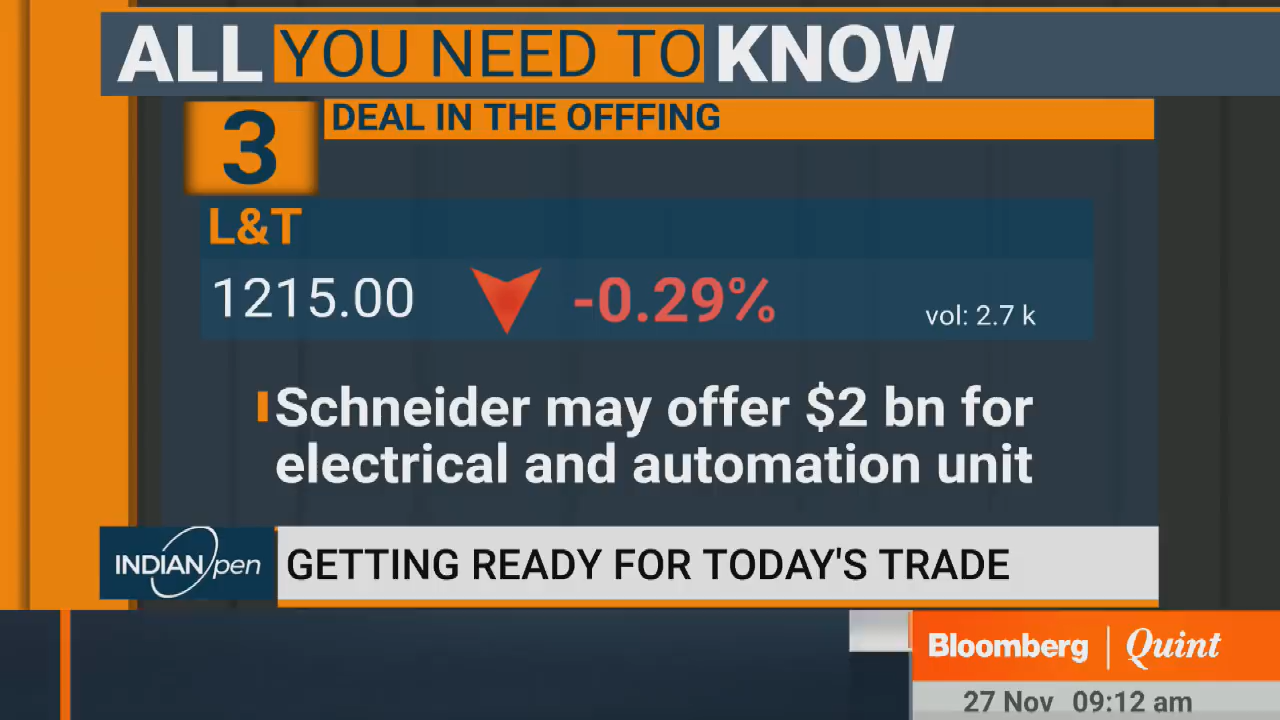 ALL YOU NEED TO KNOW
3
DEAL IN THE OFFFING
L&T
1215.00 -0.29% vol: 2.7 k
Schneider may offer $2 bn for
electrical and automation unit
INDIAN Open GETTING READY FOR TODAY'S TRADE
Bloomberg | Quint
27 Nov 09:12 am